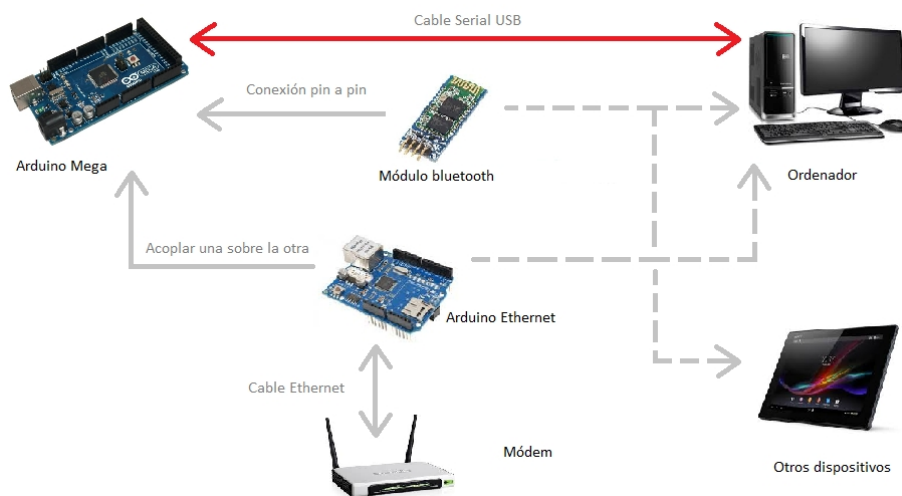 Cable Serial USB
Conexión pin a pin
Arduino Mega
Módulo bluetooth
Ordenador
Acoplar una sobre la otra
Arduino Ethernet
Cable Ethernet
Módem
Otros dispositivos